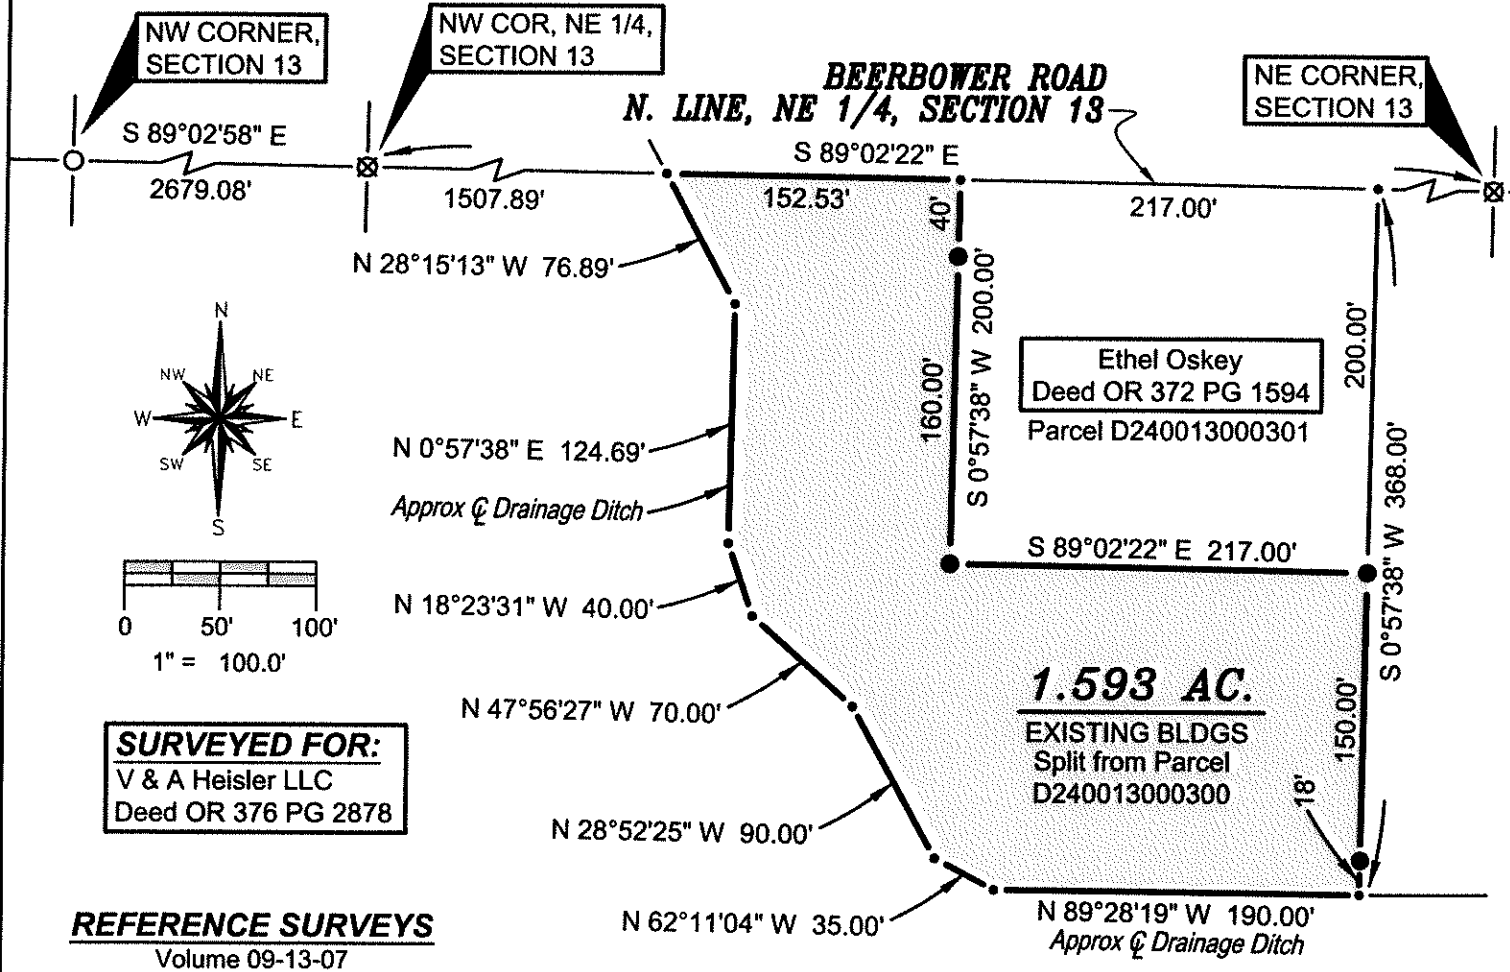 NW CORNER,
SECTION 13
NW COR, NE 1/4,
SECTION 13
BEERBOWER ROAD
N. LINE, NE 1/4, SECTION 13
NE CORNER,
SECTION 13
S 89°02'58" E
2679.08'
1507.89'
S 89°02'22" E
152.53'
40'
217.00'
N 28°15'13" W 76.89'
S 0°57'38" W 200.00'
160.00'
Ethel Oskey
Deed OR 372 PG 1594
Parcel D240013000301
200.00'
S 0°57'38" W 368.00'
N
NW
NE
W
E
SW
SE
S
N 0°57'38" E 124.69'
Approx ℄ Drainage Ditch
S 89°02'22" E 217.00'
0
50'
100'
1" = 100.0'
N 18°23'31" W 40.00'
N 47°56'27" W 70.00'
1.593 AC.
EXISTING BLDGS
Split from Parcel
D240013000300
150.00'
18'
SURVEYED FOR:
V & A Heisler LLC
Deed OR 376 PG 2878
N 28°52'25" W 90.00'
N 62°11'04" W 35.00'
N 89°28'19" W 190.00'
Approx ℄ Drainage Ditch
REFERENCE SURVEYS
Volume 09-13-07